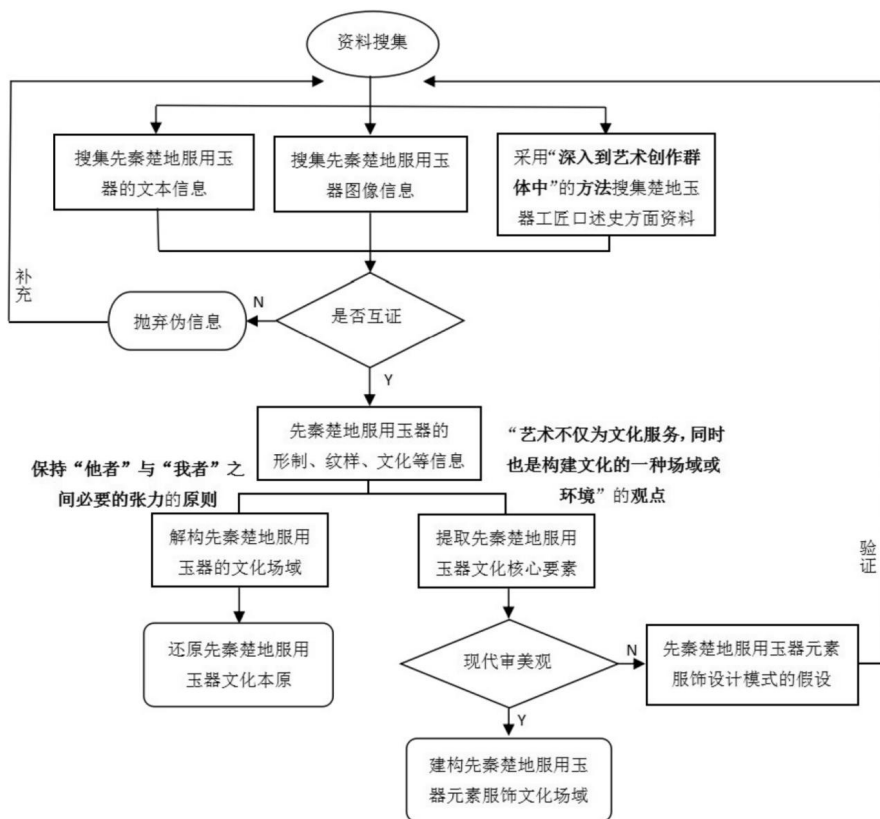 资料搜集
搜集先秦楚地服用玉
器的文本信息
搜集先秦楚地服用玉
器图像信息
采用“深入到艺术创作群
体中”的方法搜集楚地玉
器工匠口述史方面资料
补
充
抛弃伪信息
N
是否互证
Y
先秦楚地服用玉器的
形制、纹样、文化等信息
保持“他者”与“我者”之
间必要的张力的原则
“艺术不仅为文化服务，同时
也是构建文化的一种场域或
环境”的观点
解构先秦楚地服用
玉器的文化场域
提取先秦楚地服用
玉器文化核心要素
验
证
还原先秦楚地服用
玉器文化本原
现代审美观
N
先秦楚地服用玉器元素
服饰设计模式的假设
Y
建构先秦楚地服用玉
器元素服饰文化场域